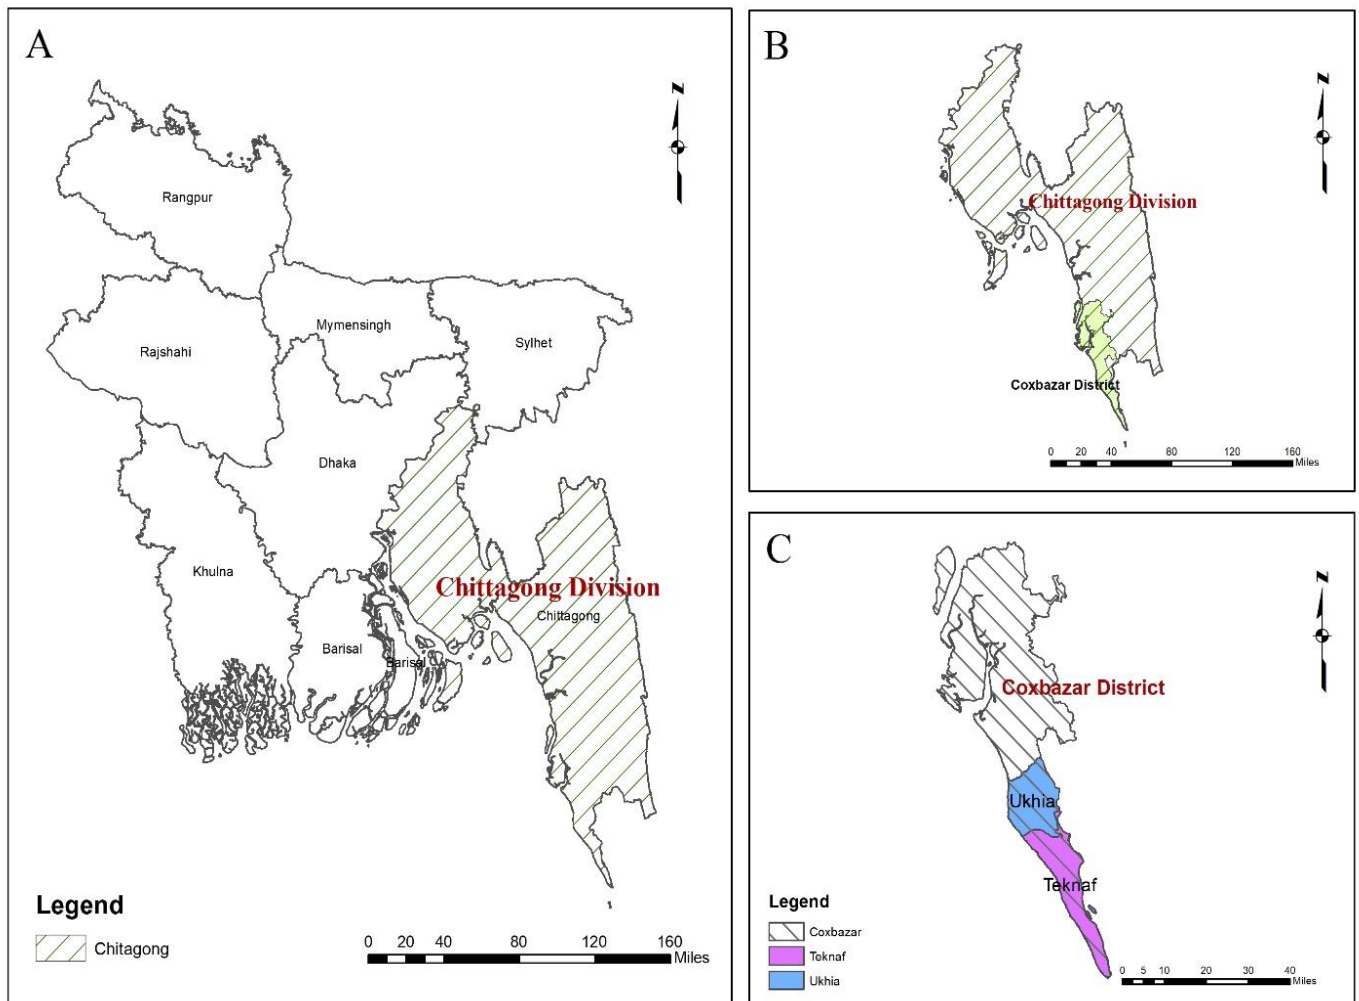 A
N
Rangpur
Mymensingh
Sylhet
Rajshahi
Dhaka
Khulna
Chittagong Division
Chittagong
Barisal
Barisal
Legend
Chitagong
0 20 40 80 120 160
Miles
B
N
Chittagong Division
Coxbazar District
0 20 40 80 120 160
Miles
C
N
Coxbazar District
Ukhia
Teknaf
Legend
Coxbazar
Teknaf
Ukhia
0 5 10 20 30 40
Miles